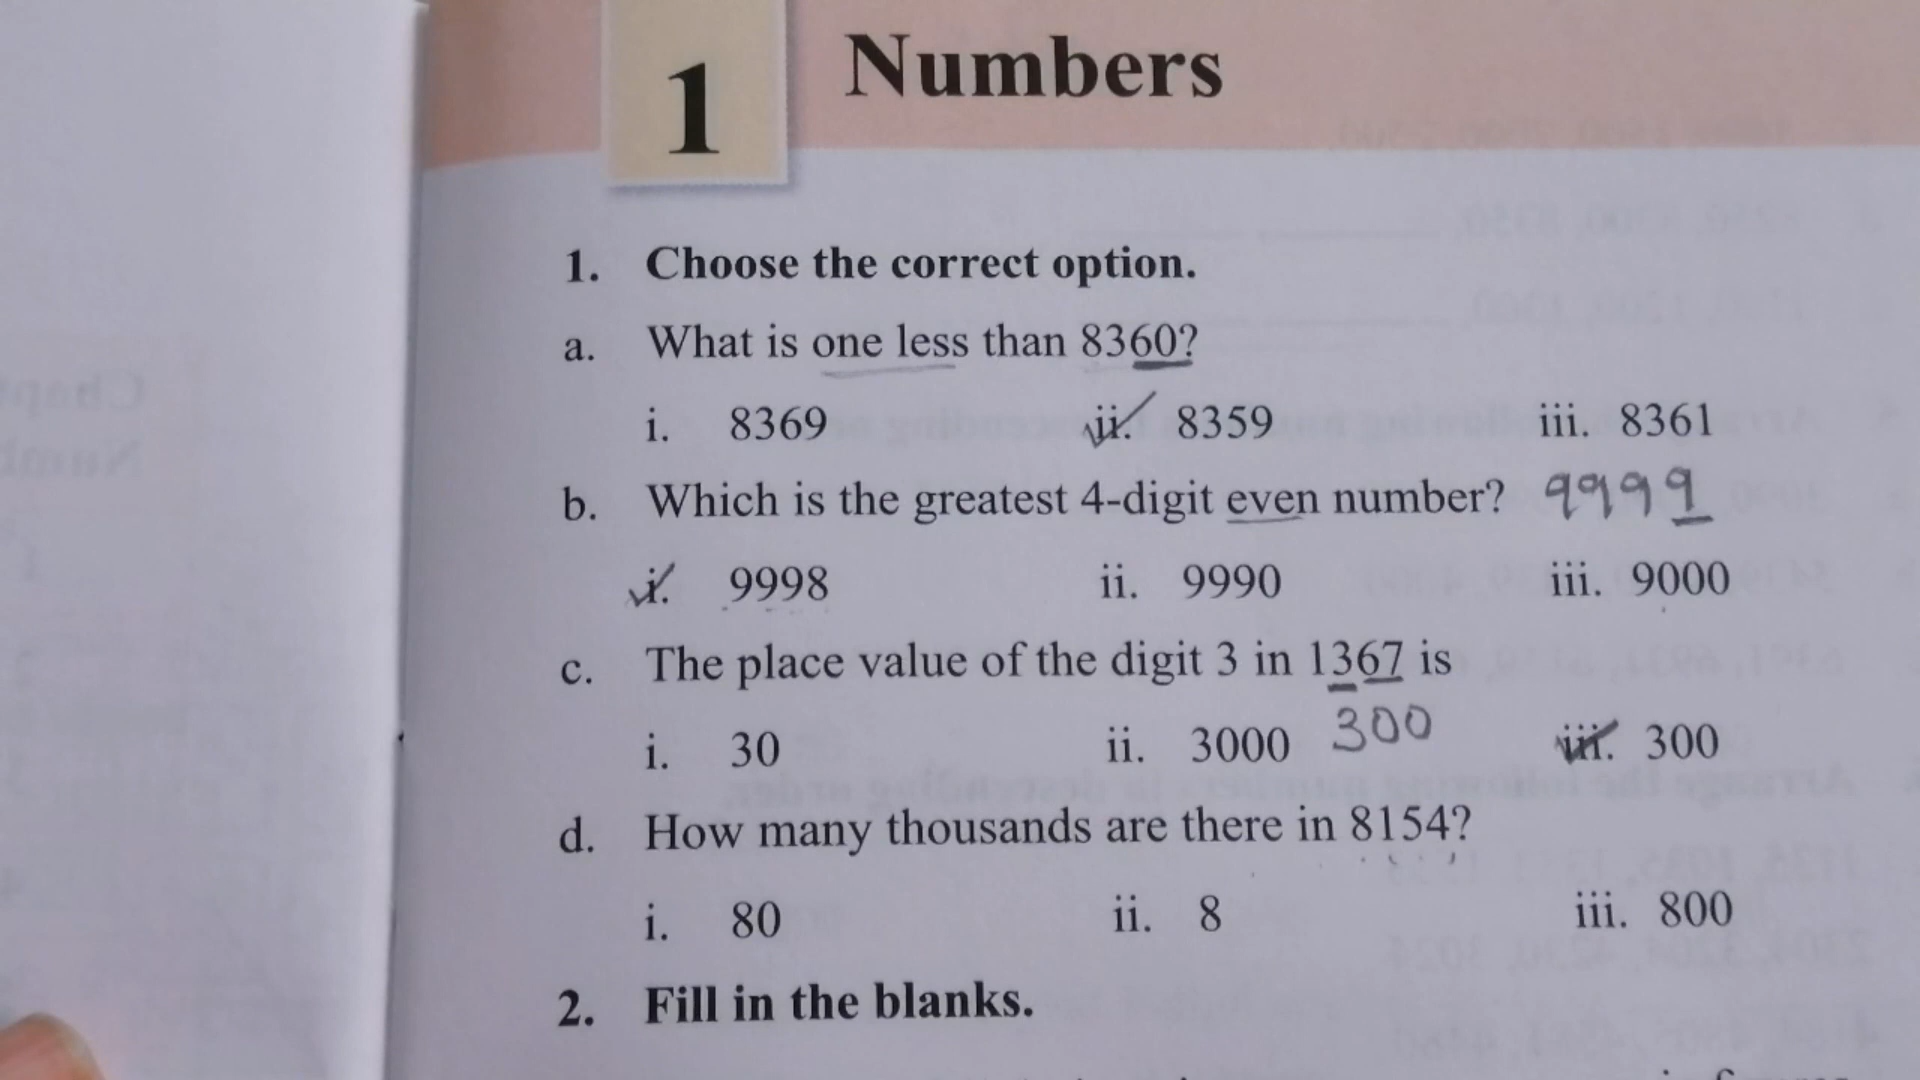 1 Numbers
1. Choose the correct option.
a. What is one less than 8360?
i. 8369 ii. 8359 iii. 8361
b. Which is the greatest 4-digit even number? 9999
i. 9998 ii. 9990 iii. 9000
c. The place value of the digit 3 in 1367 is
300
i. 30 ii. 3000 iii. 300
d. How many thousands are there in 8154?
i. 80 ii. 8 iii. 800
2. Fill in the blanks.